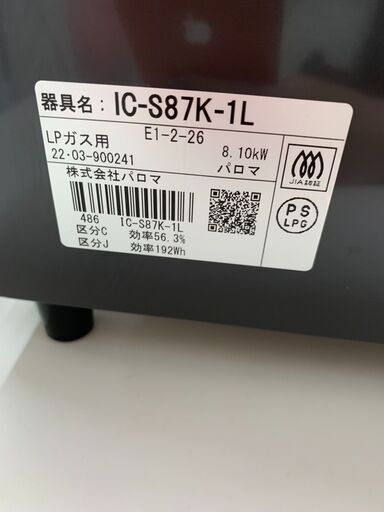 器具名：IC-S87K-1L
LPガス用 E1-2-26 8.10kW
22・03-900241 パロマ
株式会社パロマ
JIA認証
PS
LPG
486 IC-S87K-1L
区分C 効率56.3%
区分J 効率192Wh